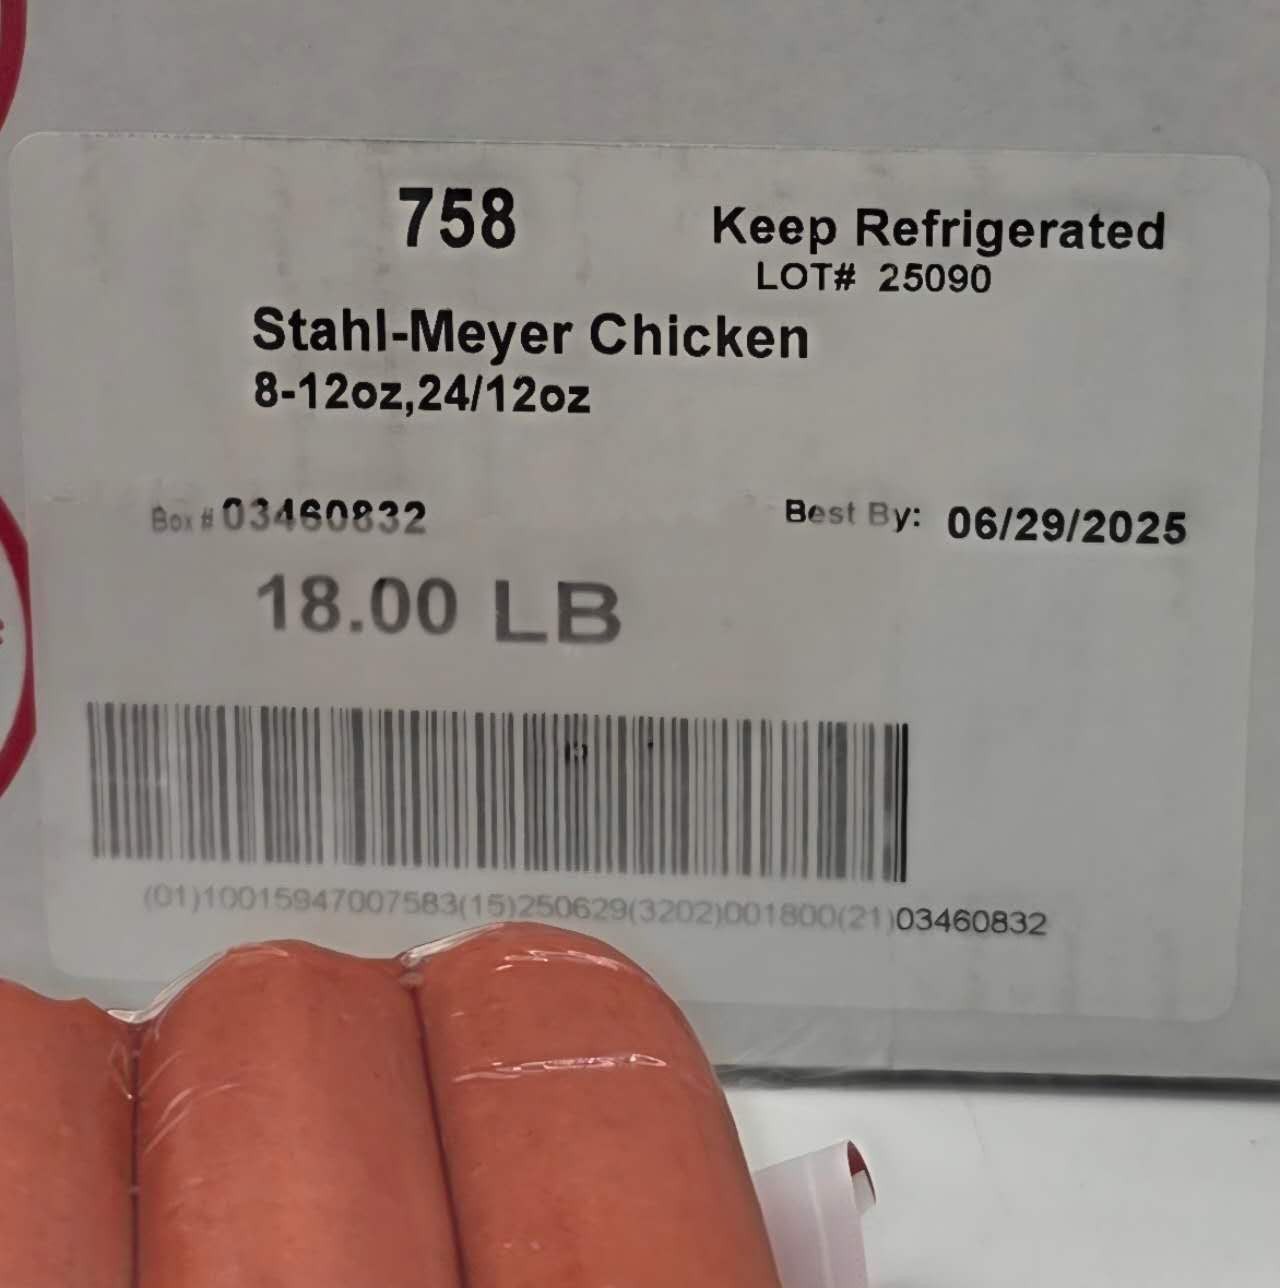 758
Keep Refrigerated
LOT# 25090
Stahl-Meyer Chicken
8-12oz,24/12oz
Box # 03460832
Best By: 06/29/2025
18.00 LB
(01)10015947007583(15)250629(3202)001800(21)03460832